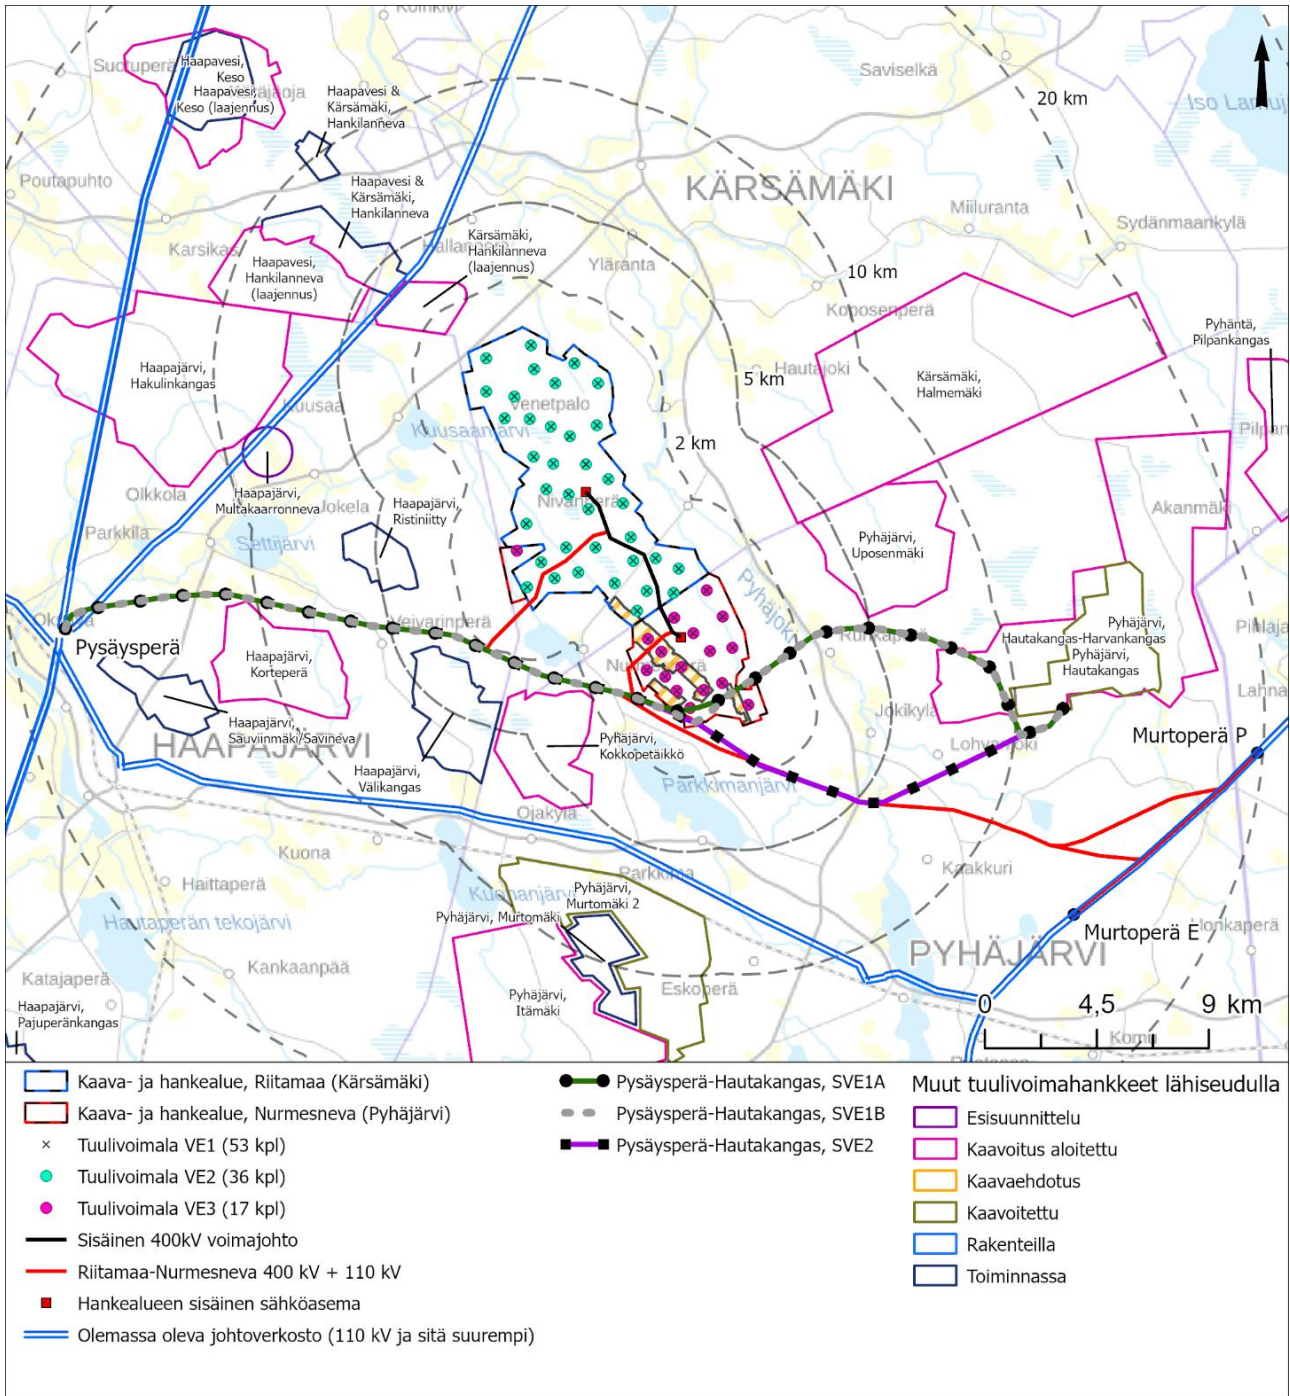 Koinkivi
Suotuperä
Haapavesi,
Keso
Haapavesi,
Keso (laajennus)
Haapavesi &
Kärsämäki,
Hankilanneva
Saviselkä
20 km
Poutapuhto
Haapavesi &
Kärsämäki,
Hankilanneva
KÄRSÄMÄKI
Miiluranta
Sydänmaankylä
Karsikas
Kärsämäki,
Hankilanneva
(laajennus)
Haapavesi,
Hankilanneva
(laajennus)
Yläranta
10 km
Koposenperä
Pyhäntä,
Pilpankangas
Haapajärvi,
Hakulinkangas
Hautajoki
5 km
Kärsämäki,
Halmemäki
Kuusaa
Venetpalo
Kuusaanjärvi
2 km
Olkkola
Haapajärvi,
Multakaarronneva
Jokela
Haapajärvi,
Ristiniitty
Nivanperä
Akanmäki
Parkkila
Settijärvi
Pyhäjärvi,
Uposenmäki
Pyhäjoki
Pysäysperä
Veivarinperä
Haapajärvi,
Korteperä
Pyhäjärvi,
Hautakangas-Harvankangas
Pyhäjärvi,
Hautakangas
Haapajärvi,
Sauviinmäki/Savineva
HAAPAJÄRVI
Haapajärvi,
Välikangas
Pyhäjärvi,
Kokkopetäikkö
Jokikylä
Murtoperä P
Parkkimanjärvi
Ojakylä
Kuona
Parkkima
Kaakkuri
Haittaperä
Hautaperän tekojärvi
Pyhäjärvi,
Murtomäki 2
Pyhäjärvi, Murtomäki
Murtoperä E
PYHÄJÄRVI
Katajaperä
Kankaanpää
Pyhäjärvi,
Itämäki
Eskoperä
Haapajärvi,
Pajuperänkangas
0 4,5 9 km
Komu
Kaava- ja hankealue, Riitamaa (Kärsämäki)
Kaava- ja hankealue, Nurmesneva (Pyhäjärvi)
Tuulivoimala VE1 (53 kpl)
Tuulivoimala VE2 (36 kpl)
Tuulivoimala VE3 (17 kpl)
Sisäinen 400kV voimajohto
Riitamaa-Nurmesneva 400 kV + 110 kV
Hankealueen sisäinen sähköasema
Olemassa oleva johtoverkosto (110 kV ja sitä suurempi)
Pysäysperä-Hautakangas, SVE1A
Pysäysperä-Hautakangas, SVE1B
Pysäysperä-Hautakangas, SVE2
Muut tuulivoimahankkeet lähiseudulla
Esisuunnittelu
Kaavoitus aloitettu
Kaavaehdotus
Kaavoitettu
Rakenteilla
Toiminnassa